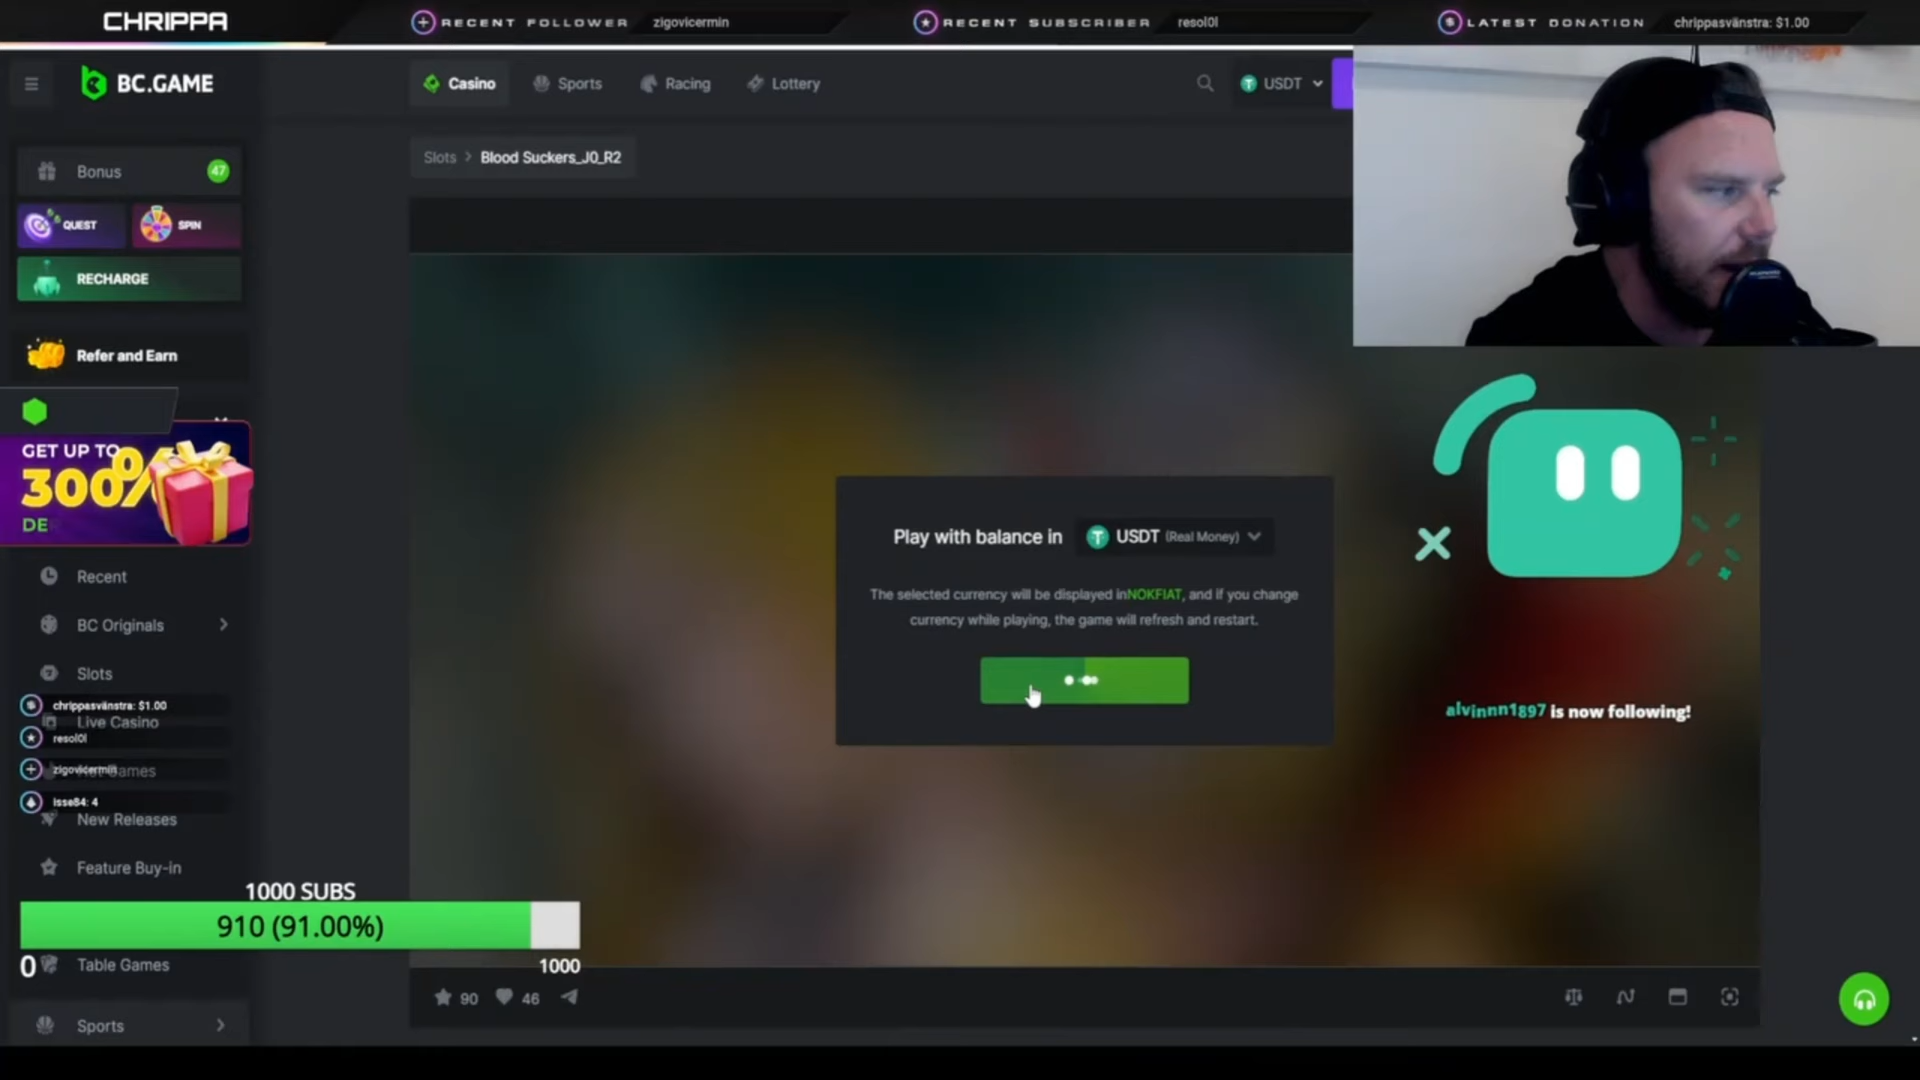 CHRIPPA
RECENT FOLLOWER zigovicermin
RECENT SUBSCRIBER resol0l
LATEST DONATION chrippasvänstra: $1.00
BC.GAME
Casino
Sports
Racing
Lottery
USDT
Slots > Blood Suckers_J0_R2
Bonus 47
QUEST
SPIN
RECHARGE
Refer and Earn
GET UP TO
300%
Play with balance in USDT (Real Money)
The selected currency will be displayed inNOKFIAT, and if you change
currency while playing, the game will refresh and restart.
alvinnn1897 is now following!
Recent
BC Originals
Slots
chrippasvänstra: $1.00
Live Casino
resol0l
zigovicermin
Games
isse84: 4
New Releases
Feature Buy-in
1000 SUBS
910 (91.00%)
0
1000
Table Games
Sports
90
46